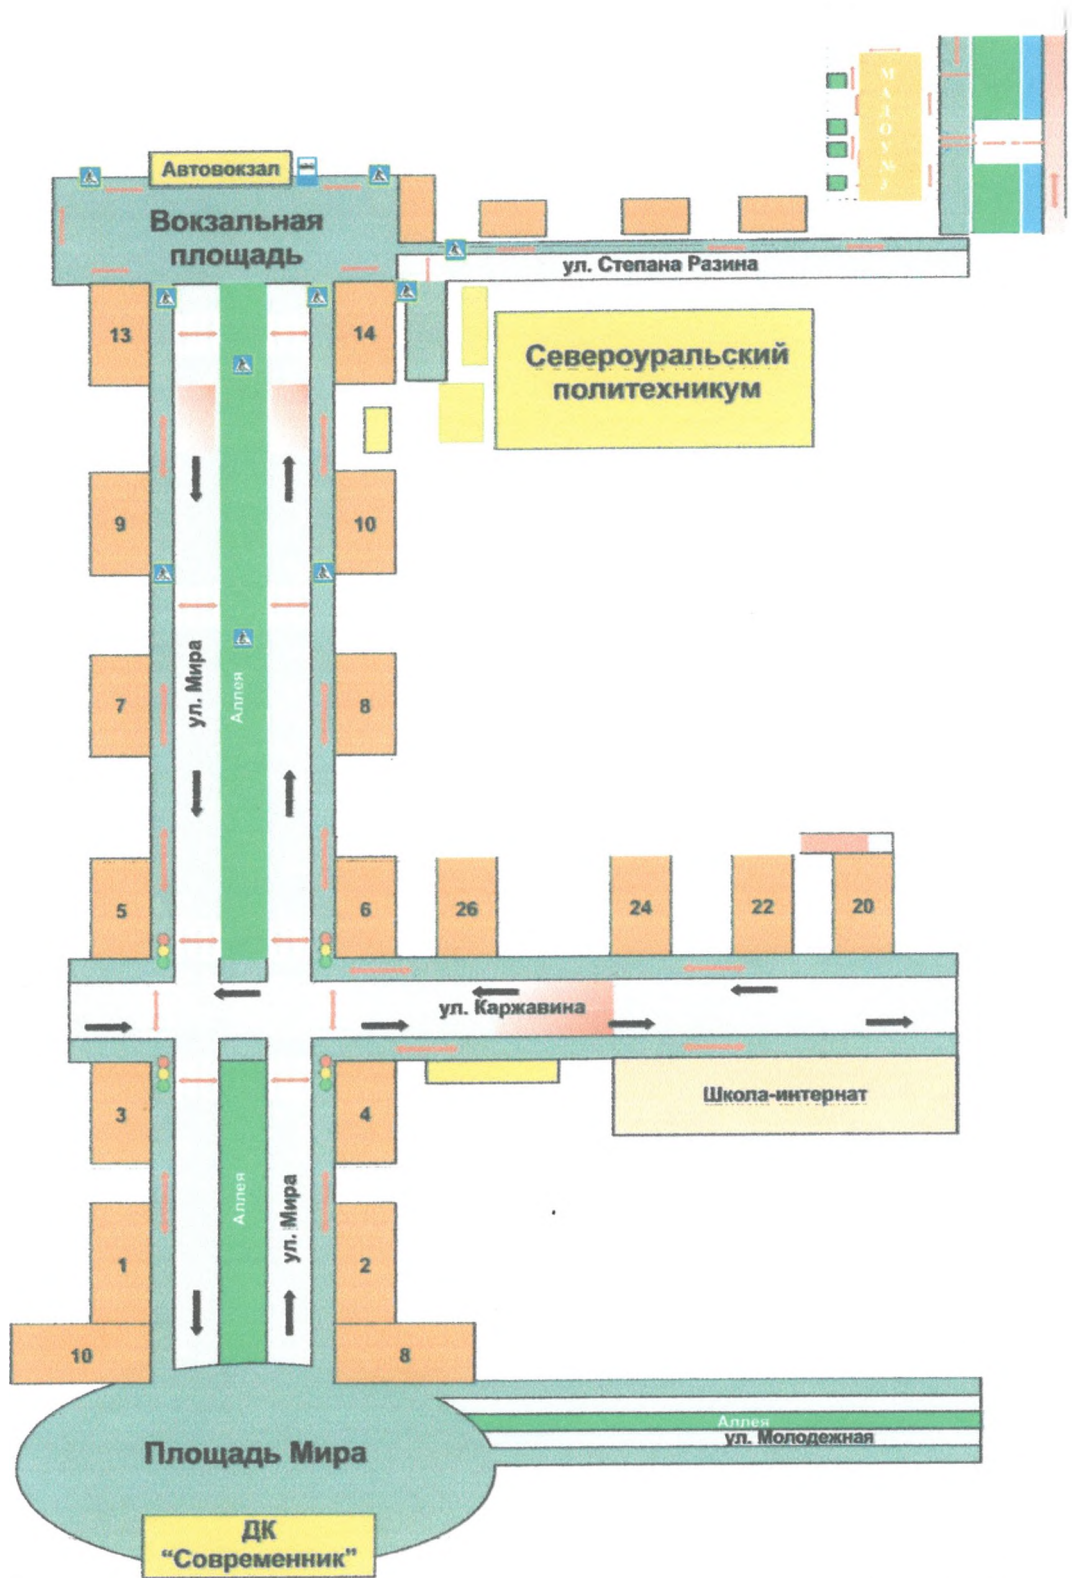 МАДОУ №3
Автовокзал
Вокзальная
площадь
ул. Степана Разина
13
14
Североуральский
политехникум
9
10
ул. Мира
Аллея
7
8
5
6
26
24
22
20
ул. Каржавина
3
4
Школа-интернат
Аллея
ул. Мира
1
2
10
8
Аллея
ул. Молодежная
Площадь Мира
ДК
“Современник”